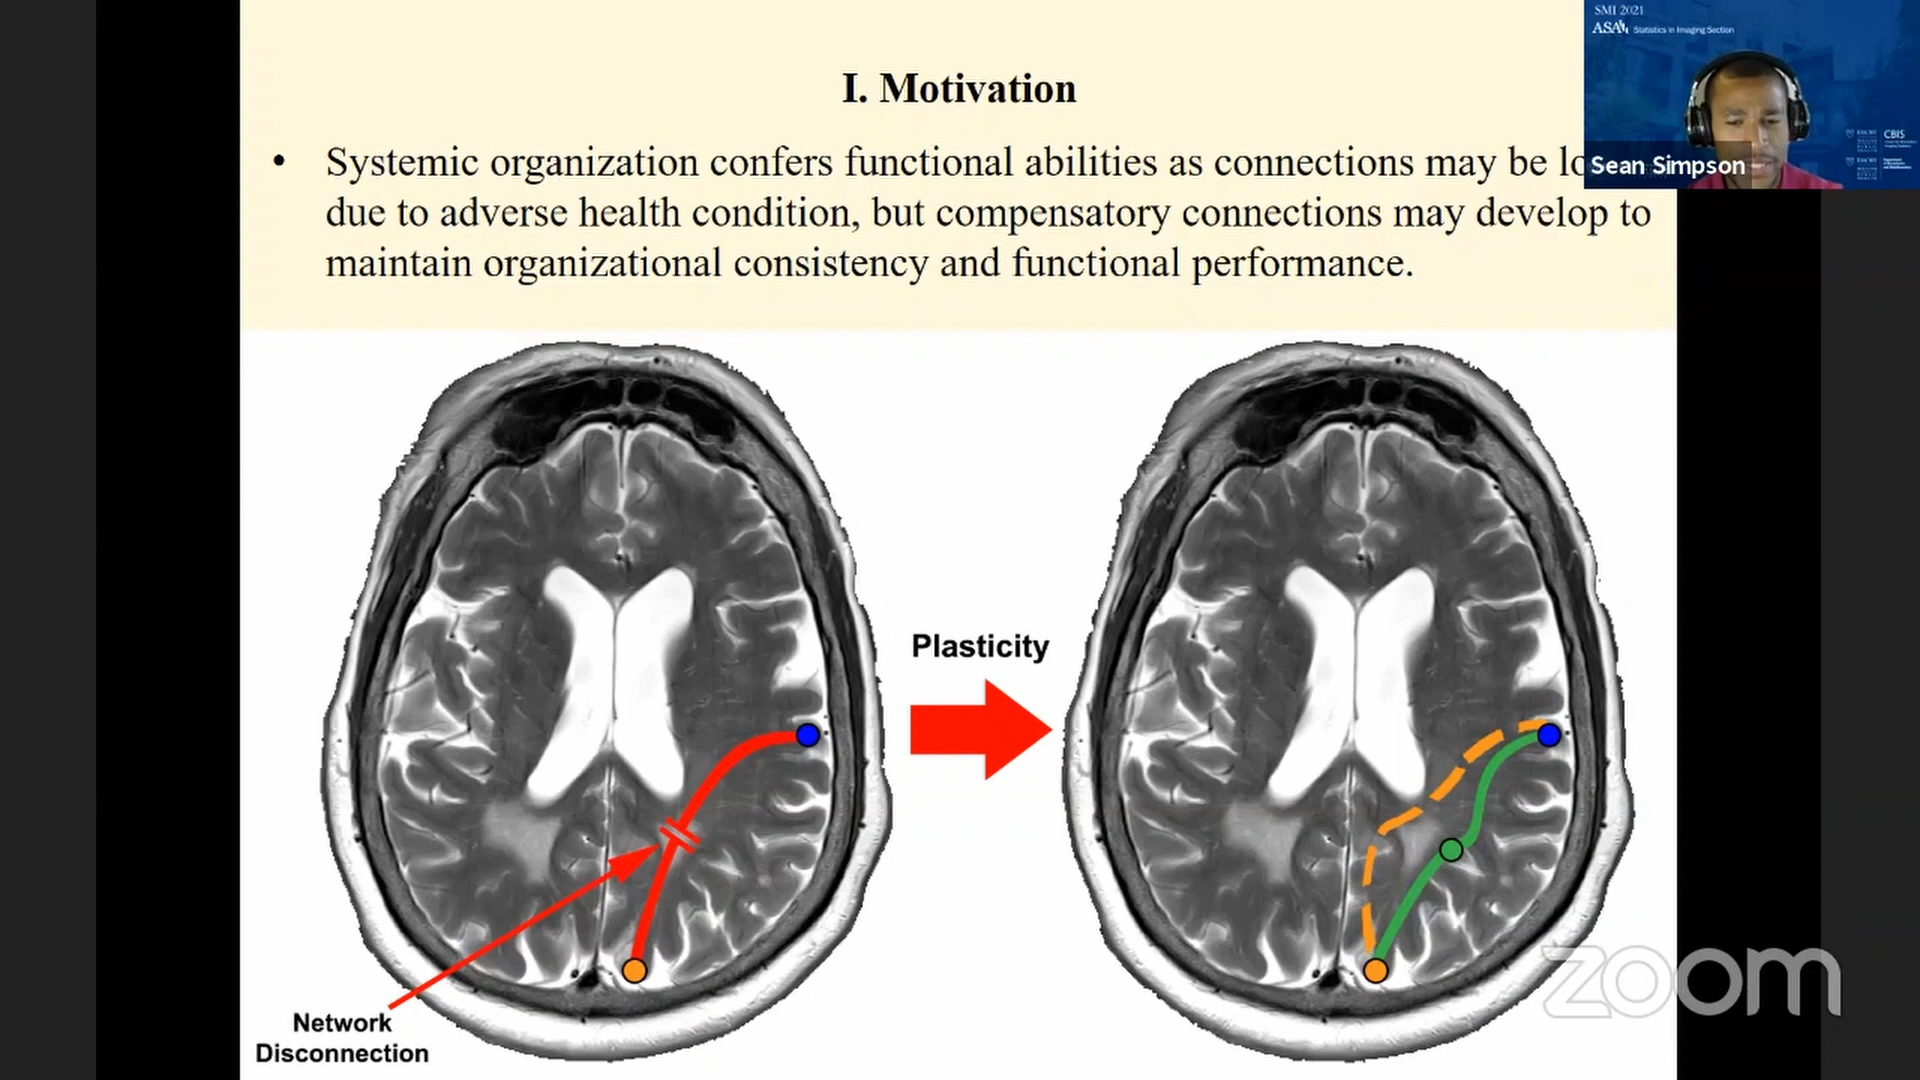 SMI 2021
ASA Statistics in Imaging Section
I. Motivation
CBIS
Sean Simpson
• Systemic organization confers functional abilities as connections may be lo
due to adverse health condition, but compensatory connections may develop to
maintain organizational consistency and functional performance.
Plasticity
Network
Disconnection
zoom